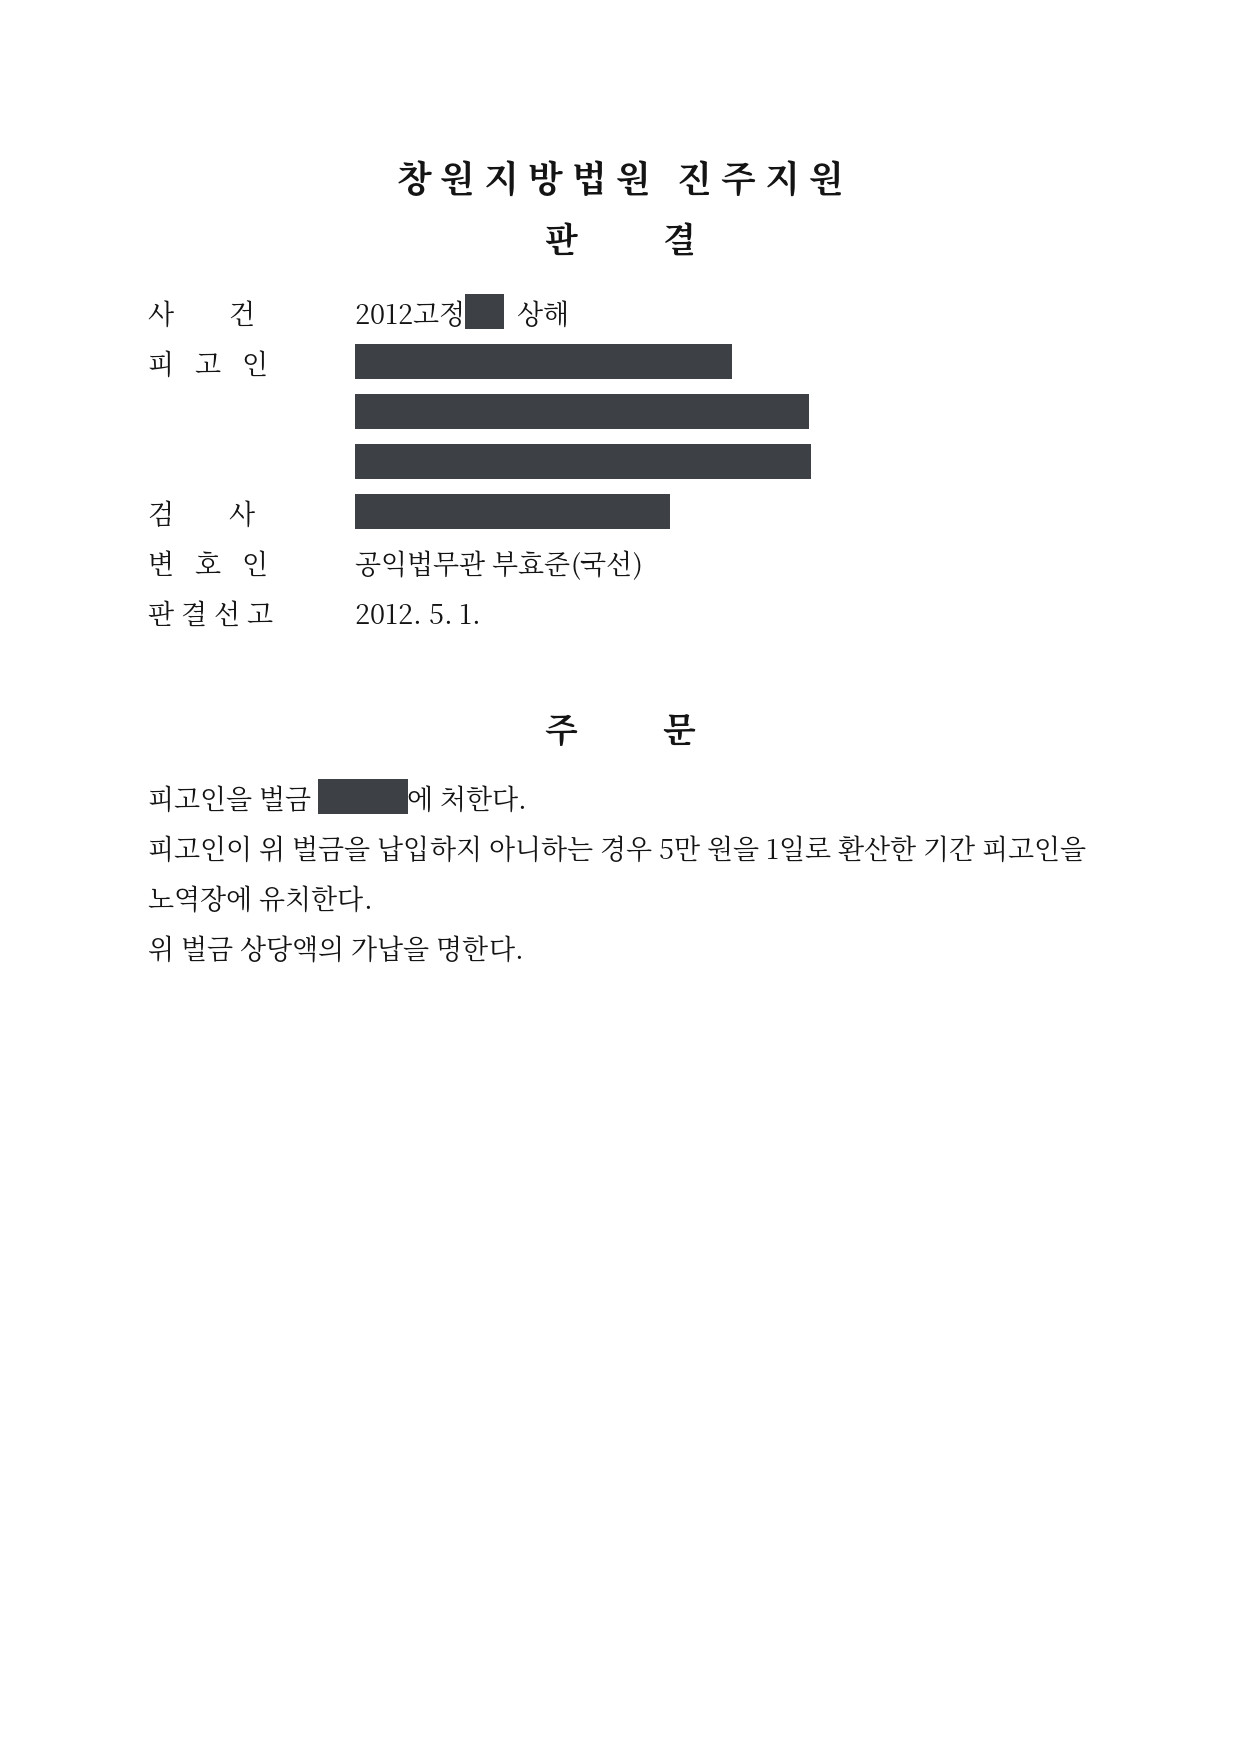 창원지방법원 진주지원
판 결
사 건 2012고정 상해
피 고 인
검 사
변 호 인 공익법무관 부효준(국선)
판결선고 2012. 5. 1.
주 문
피고인을 벌금 에 처한다.
피고인이 위 벌금을 납입하지 아니하는 경우 5만 원을 1일로 환산한 기간 피고인을
노역장에 유치한다.
위 벌금 상당액의 가납을 명한다.